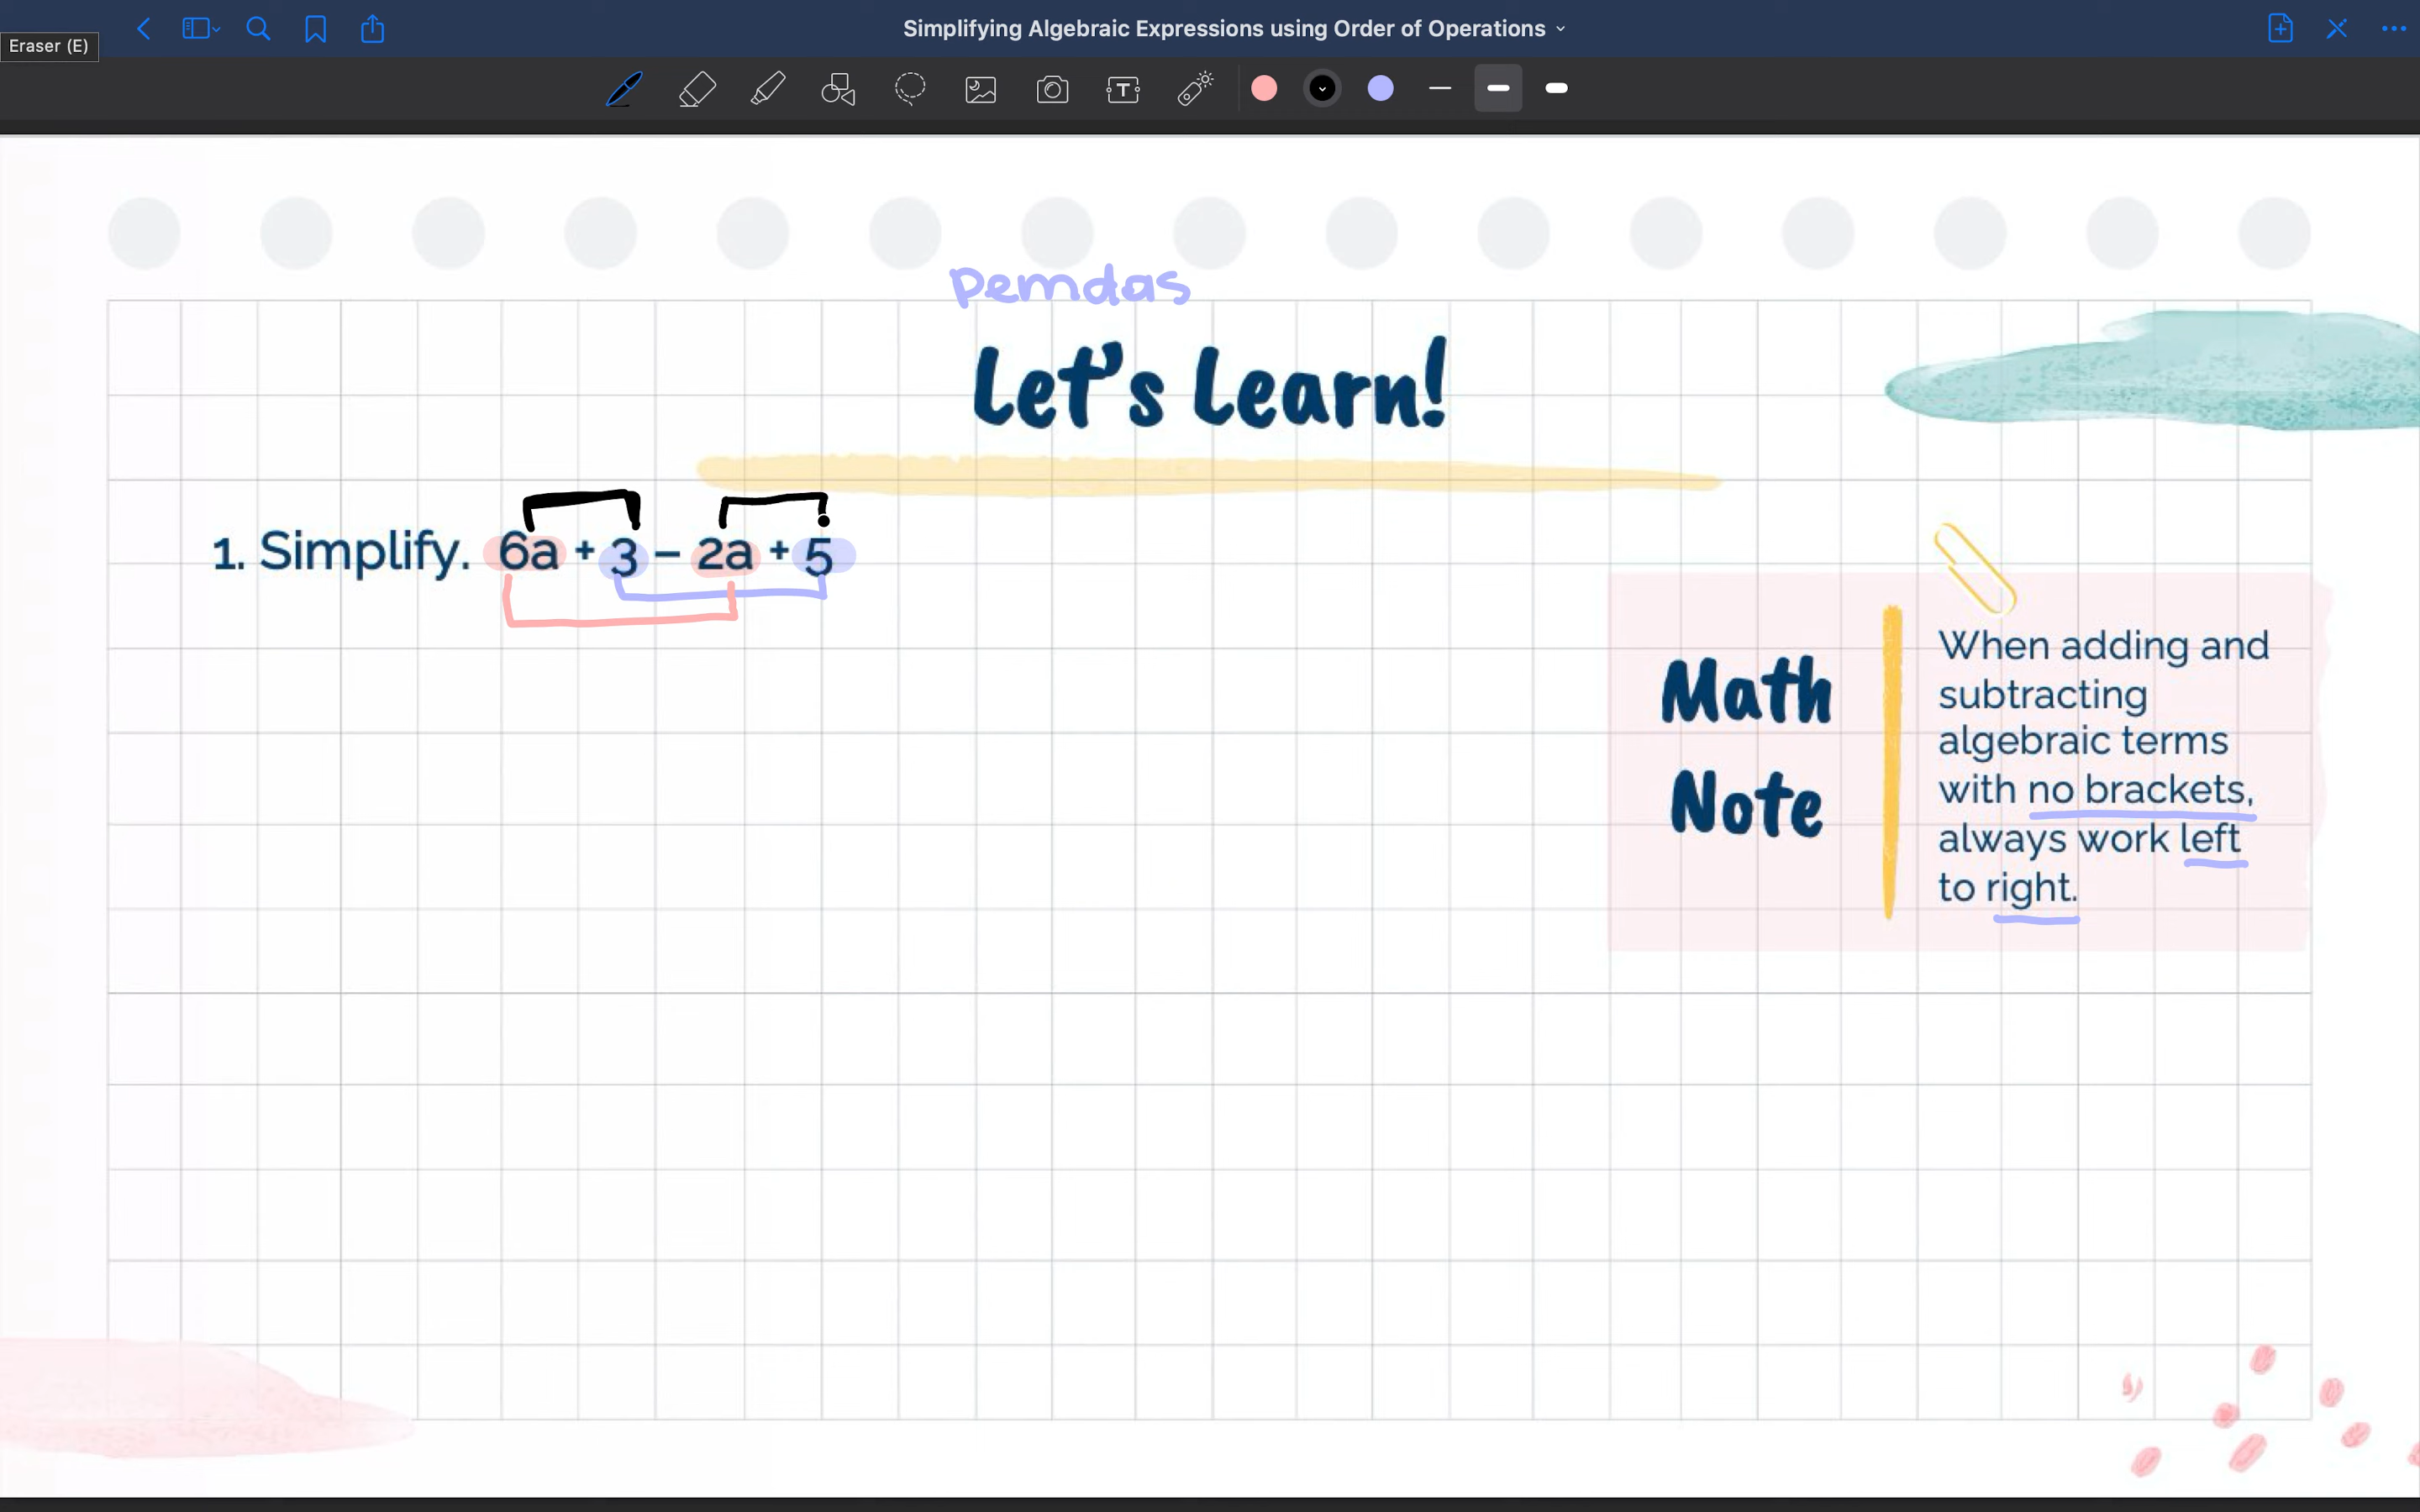 Simplifying Algebraic Expressions using Order of Operations
Eraser (E)
T
pemdas
Let's Learn!
1. Simplify. 6a + 3 – 2a + 5
Math
Note
When adding and
subtracting
algebraic terms
with no brackets,
always work left
to right.